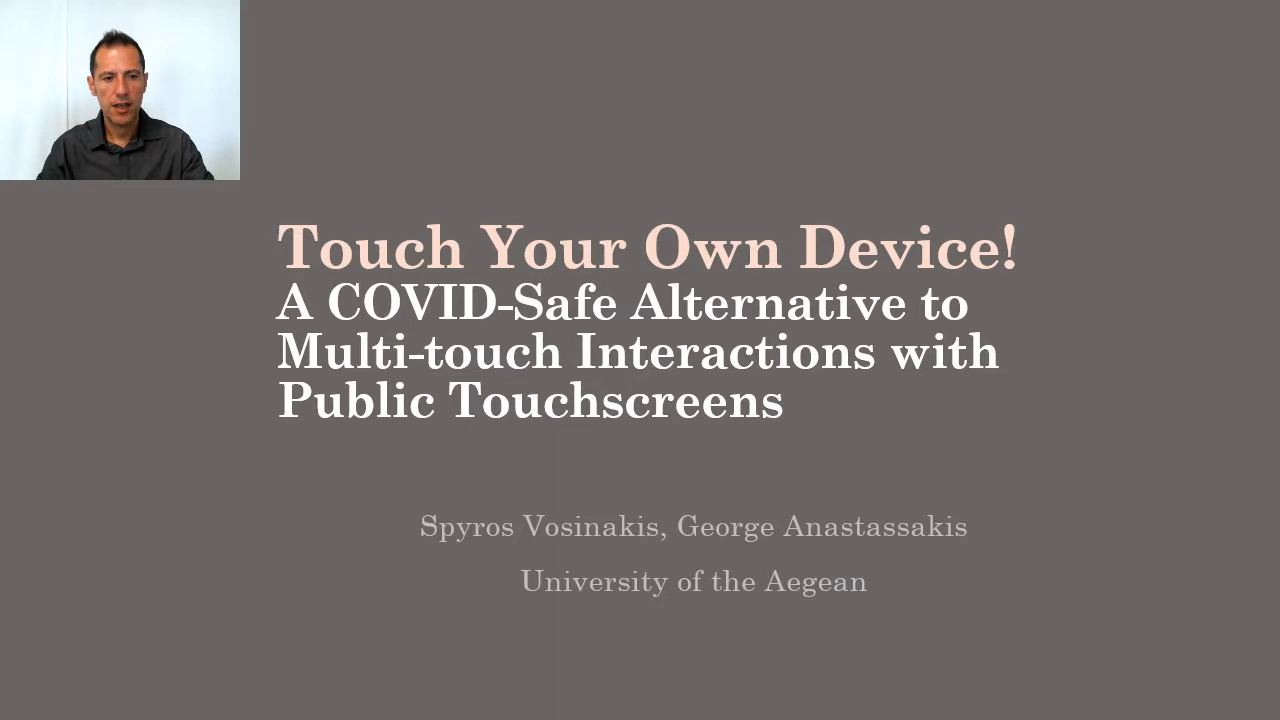 Touch Your Own Device!
A COVID-Safe Alternative to
Multi-touch Interactions with
Public Touchscreens
Spyros Vosinakis, George Anastassakis
University of the Aegean